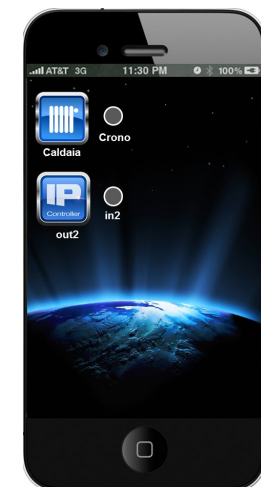 AT&T 3G 11:30 PM 100%
Caldaia
Crono
IP
Controller
out2
in2